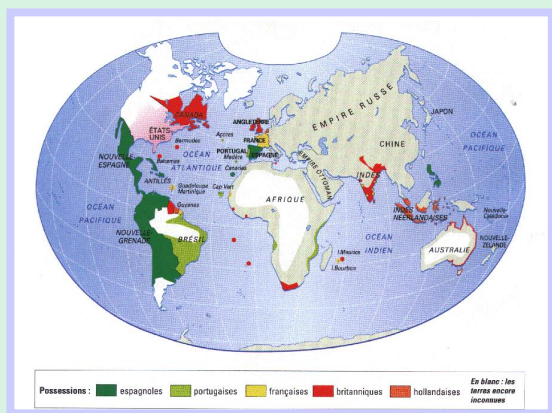 CANADA
ÉTATS
UNIS
Bermudes
Bahamas
NOUVELLE-
ESPAGNE
ANTILLES
Guadeloupe
Martinique
Guyanes
NOUVELLE-
GRENADE
BRÉSIL
OCÉAN
PACIFIQUE
OCÉAN
ATLANTIQUE
Açores
Madère
Canaries
Cap Vert
ANGLETERRE
FRANCE
PORTUGAL
ESPAGNE
EMPIRE RUSSE
EMPIRE OTTOMAN
AFRIQUE
CHINE
JAPON
INDES
INDES
NÉERLANDAISES
OCÉAN
INDIEN
I.Maurice
I.Bourbon
OCÉAN
PACIFIQUE
Nouvelle-
Calédonie
AUSTRALIE
NOUVELLE-
ZÉLANDE
Possessions :
espagnoles
portugaises
françaises
britanniques
hollandaises
En blanc : les
terras encore
inconnues